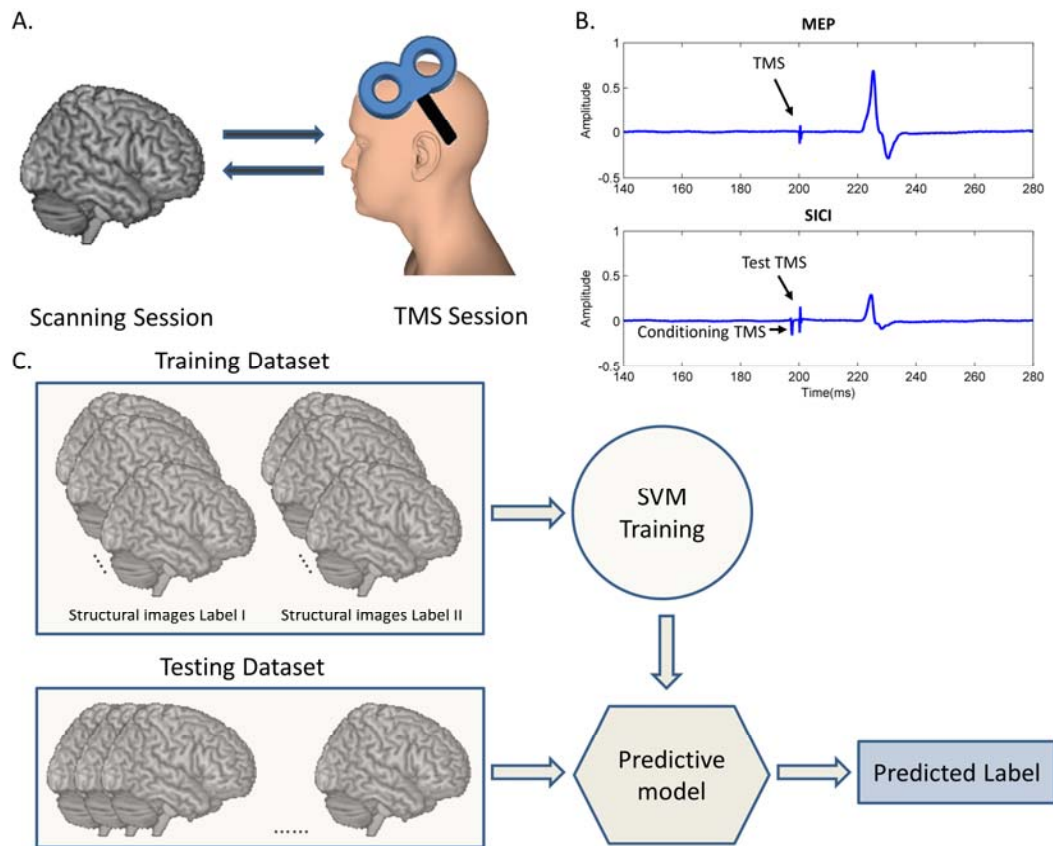 A.
Scanning Session
TMS Session
B.
MEP
TMS
Amplitude
1
0.5
0
-0.5
140 160 180 200 220 240 260 280
SICI
Test TMS
Conditioning TMS
Amplitude
1
0.5
0
-0.5
140 160 180 200 220 240 260 280
Time(ms)
C.
Training Dataset
Structural images Label I
Structural images Label II
SVM
Training
Testing Dataset
......
Predictive
model
Predicted Label